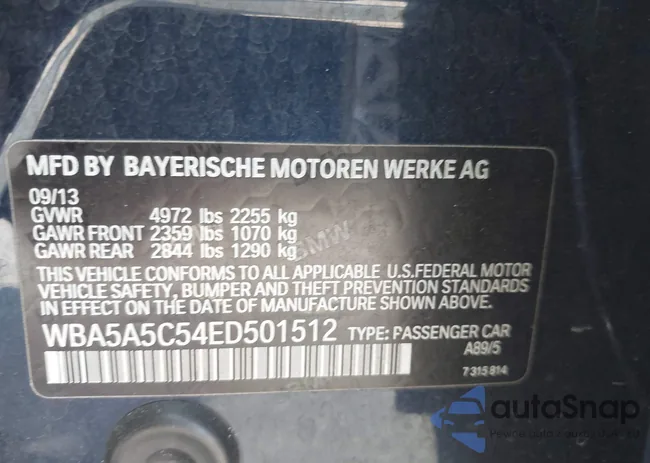 MFD BY BAYERISCHE MOTOREN WERKE AG
09/13
GVWR 4972 lbs 2255 kg
GAWR FRONT 2359 lbs 1070 kg
GAWR REAR 2844 lbs 1290 kg
THIS VEHICLE CONFORMS TO ALL APPLICABLE U.S.FEDERAL MOTOR
VEHICLE SAFETY, BUMPER AND THEFT PREVENTION STANDARDS
IN EFFECT ON THE DATE OF MANUFACTURE SHOWN ABOVE.
WBA5A5C54ED501512 TYPE: PASSENGER CAR
A89/5
7 315 814
BMW
autoSnap